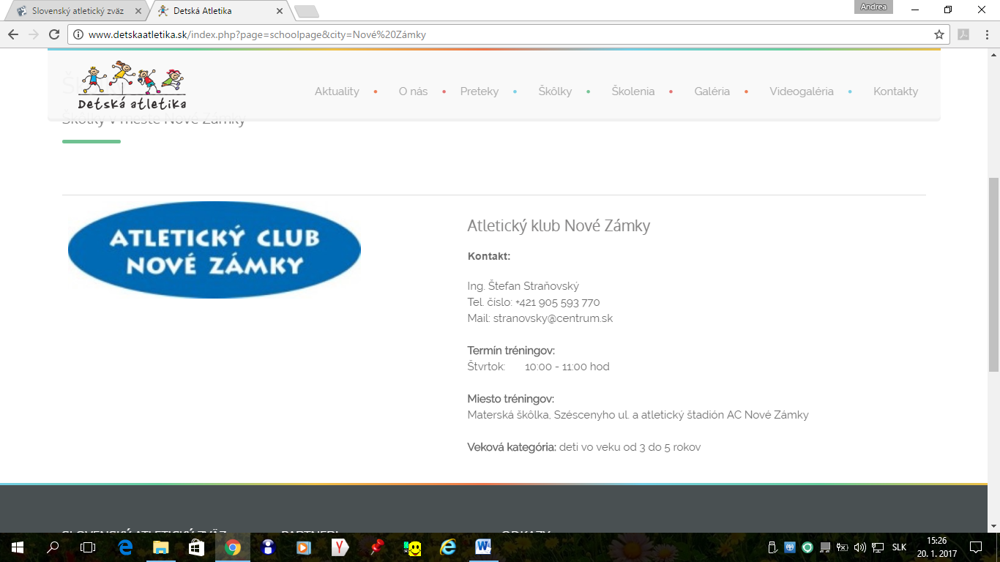 Slovenský atletický zväz
Detská Atletika
Andrea
www.detskaatletika.sk/index.php?page=schoolpage&city=Nové%20Zámky
Detská atletika
Aktuality
O nás
Preteky
Škôlky
Školenia
Galéria
Videogaléria
Kontakty
Škôlky v meste Nové Zámky
ATLETICKÝ CLUB
NOVÉ ZÁMKY
Atletický klub Nové Zámky
Kontakt:
Ing. Štefan Straňovský
Tel. číslo: +421 905 593 770
Mail: stranovsky@centrum.sk
Termín tréningov:
Štvrtok: 10:00 - 11:00 hod
Miesto tréningov:
Materská škôlka, Széscenyho ul. a atletický štadión AC Nové Zámky
Veková kategória: deti vo veku od 3 do 5 rokov
SLOVENSKÝ ATLETICKÝ ZVÄZ
PARTNERI
ODKAZY
SLK
15:26
20. 1. 2017